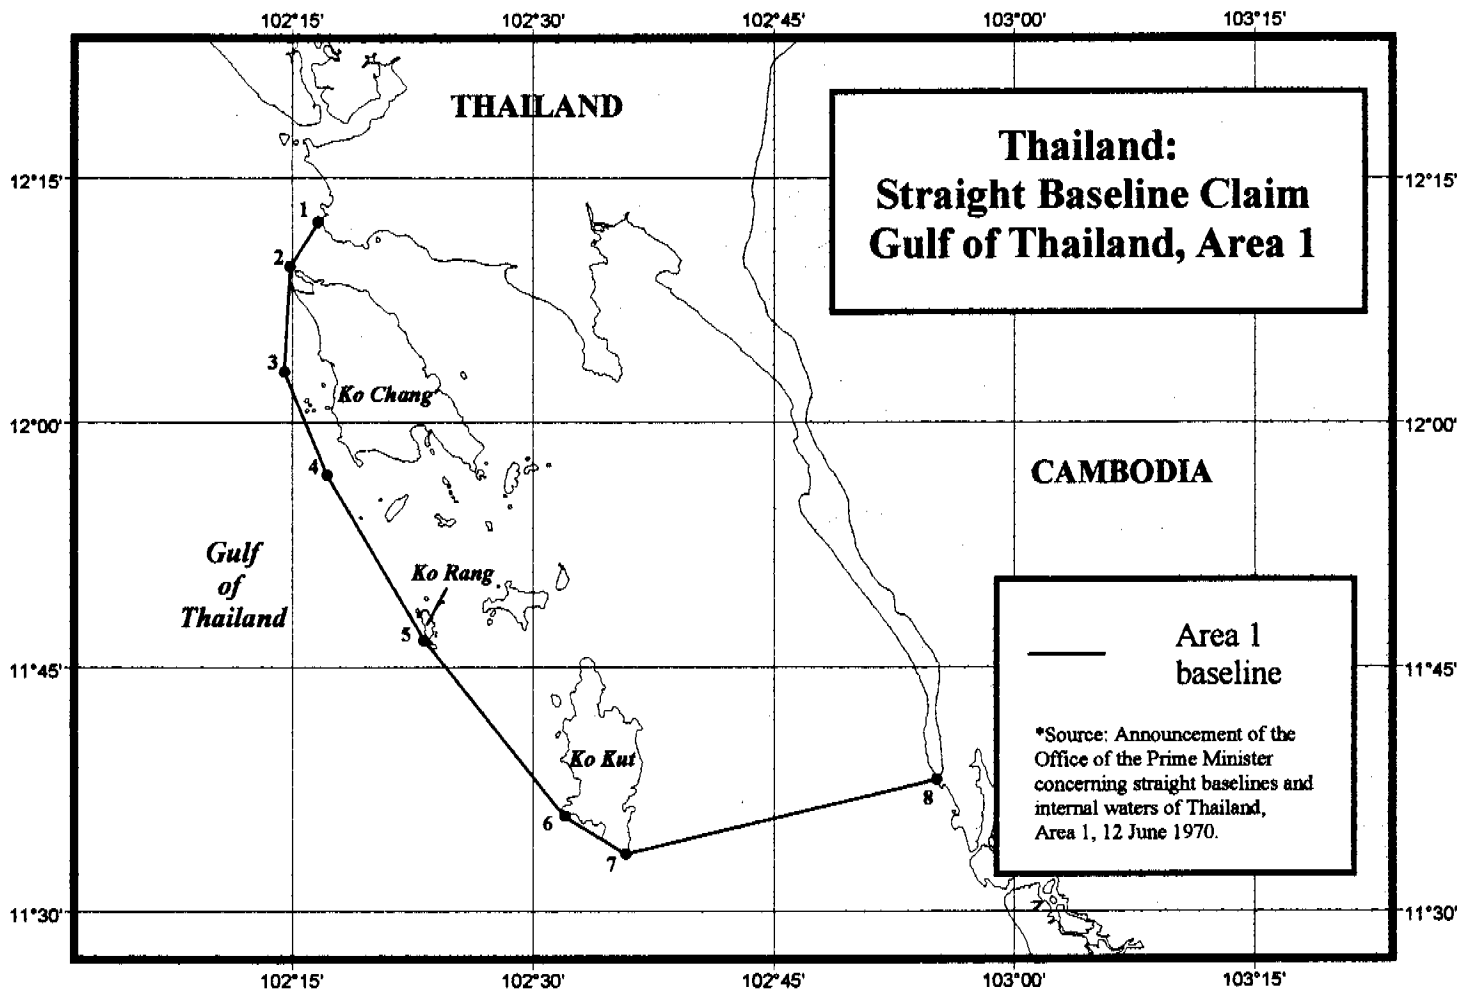 102°15' 102°30' 102°45' 103°00' 103°15'
THAILAND
Thailand:
Straight Baseline Claim
Gulf of Thailand, Area 1
12°15' 12°15'
1
2
3
Ko Chang
12°00' 12°00'
4
CAMBODIA
Gulf
of
Thailand
Ko Rang
5
Area 1
baseline
11°45' 11°45'
*Source: Announcement of the
Office of the Prime Minister
concerning straight baselines and
internal waters of Thailand,
Area 1, 12 June 1970.
Ko Kut
8
6
7
11°30' 11°30'
102°15' 102°30' 102°45' 103°00' 103°15'